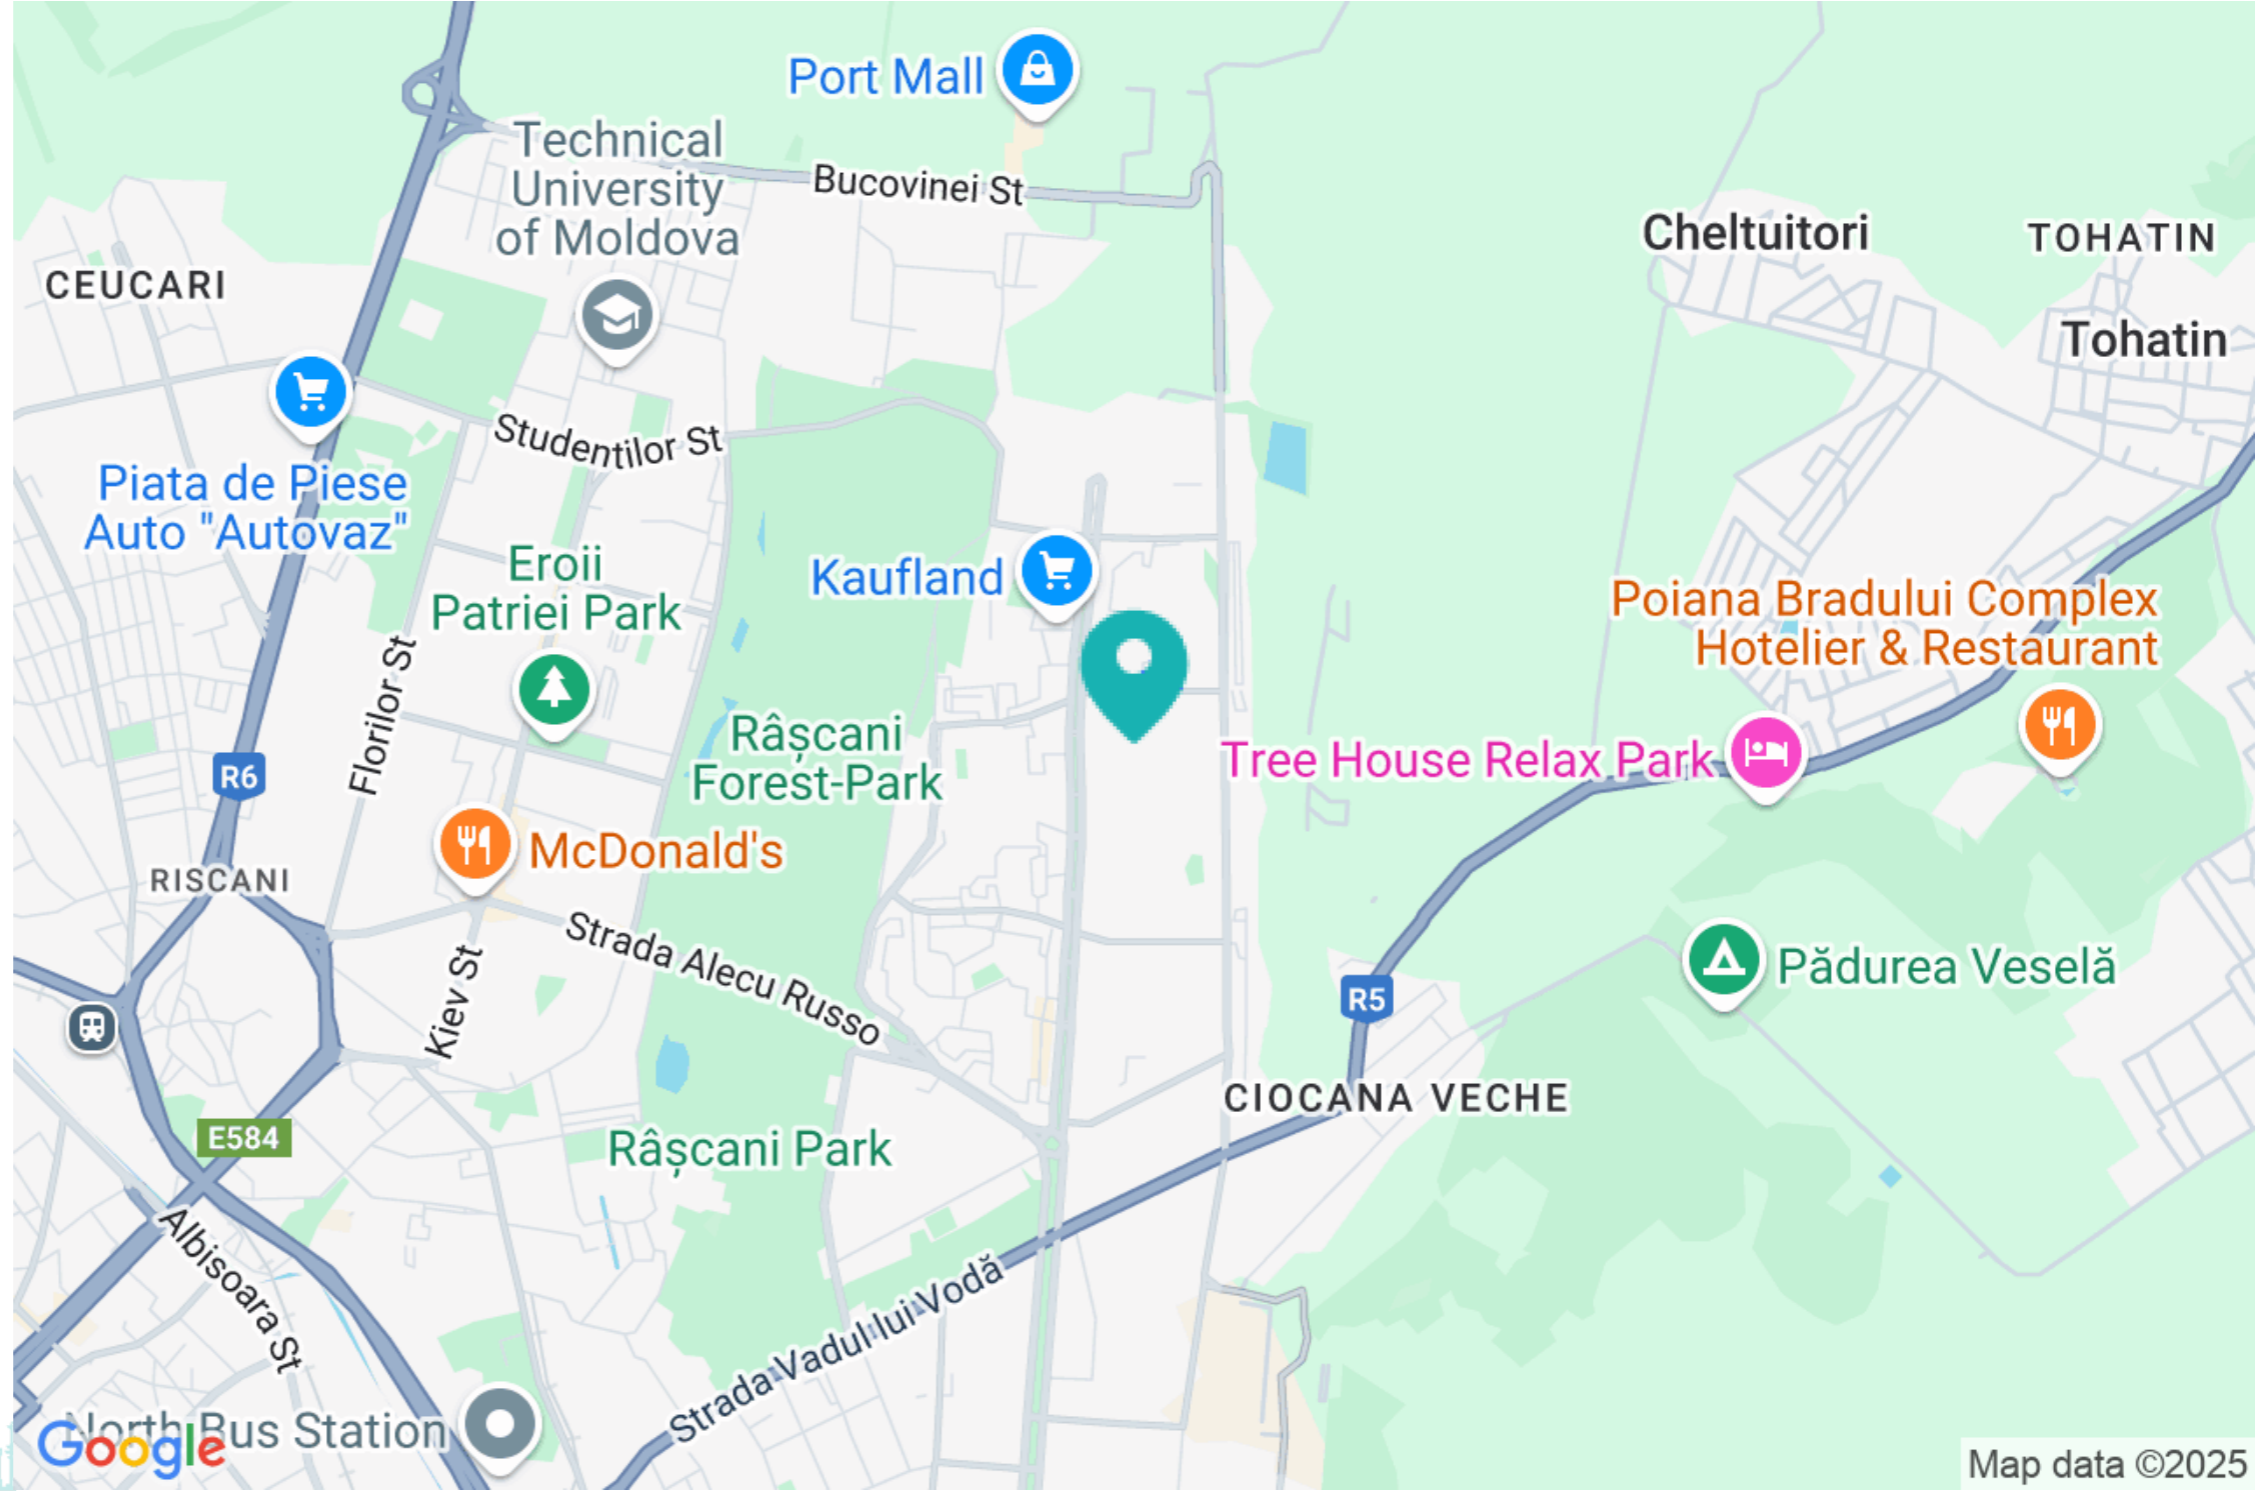 Port Mall
Technical
University
of Moldova
Bucovinei St
Cheltuitori
TOHATIN
CEUCARI
Tohatin
Studentilor St
Piata de Piese
Auto "Autovaz"
Eroii
Patriei Park
Kaufland
Poiana Bradului Complex
Hotelier & Restaurant
Florilor St
Râșcani
Forest-Park
Tree House Relax Park
R6
McDonald's
RISCANI
Strada Alecu Russo
Kiev St
Pădurea Veselă
R5
CIOCANA VECHE
E584
Râșcani Park
Albisoara St
Strada Vadul lui Vodă
North Bus Station
Google
Map data ©2025